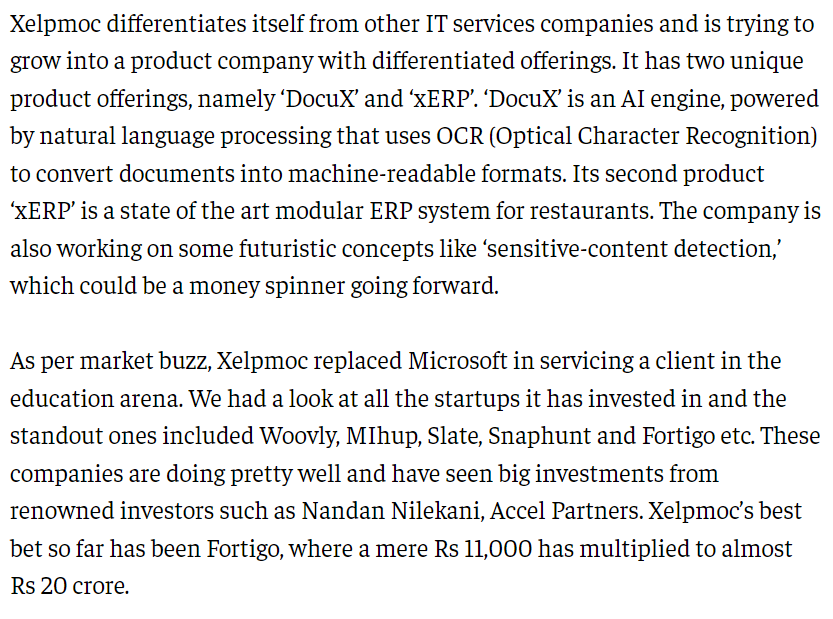 Xelpmoc differentiates itself from other IT services companies and is trying to
grow into a product company with differentiated offerings. It has two unique
product offerings, namely ‘DocuX’ and ‘xERP’. ‘DocuX’ is an AI engine, powered
by natural language processing that uses OCR (Optical Character Recognition)
to convert documents into machine-readable formats. Its second product
‘xERP’ is a state of the art modular ERP system for restaurants. The company is
also working on some futuristic concepts like ‘sensitive-content detection,’
which could be a money spinner going forward.
As per market buzz, Xelpmoc replaced Microsoft in servicing a client in the
education arena. We had a look at all the startups it has invested in and the
standout ones included Woovly, MIhup, Slate, Snaphunt and Fortigo etc. These
companies are doing pretty well and have seen big investments from
renowned investors such as Nandan Nilekani, Accel Partners. Xelpmoc’s best
bet so far has been Fortigo, where a mere Rs 11,000 has multiplied to almost
Rs 20 crore.